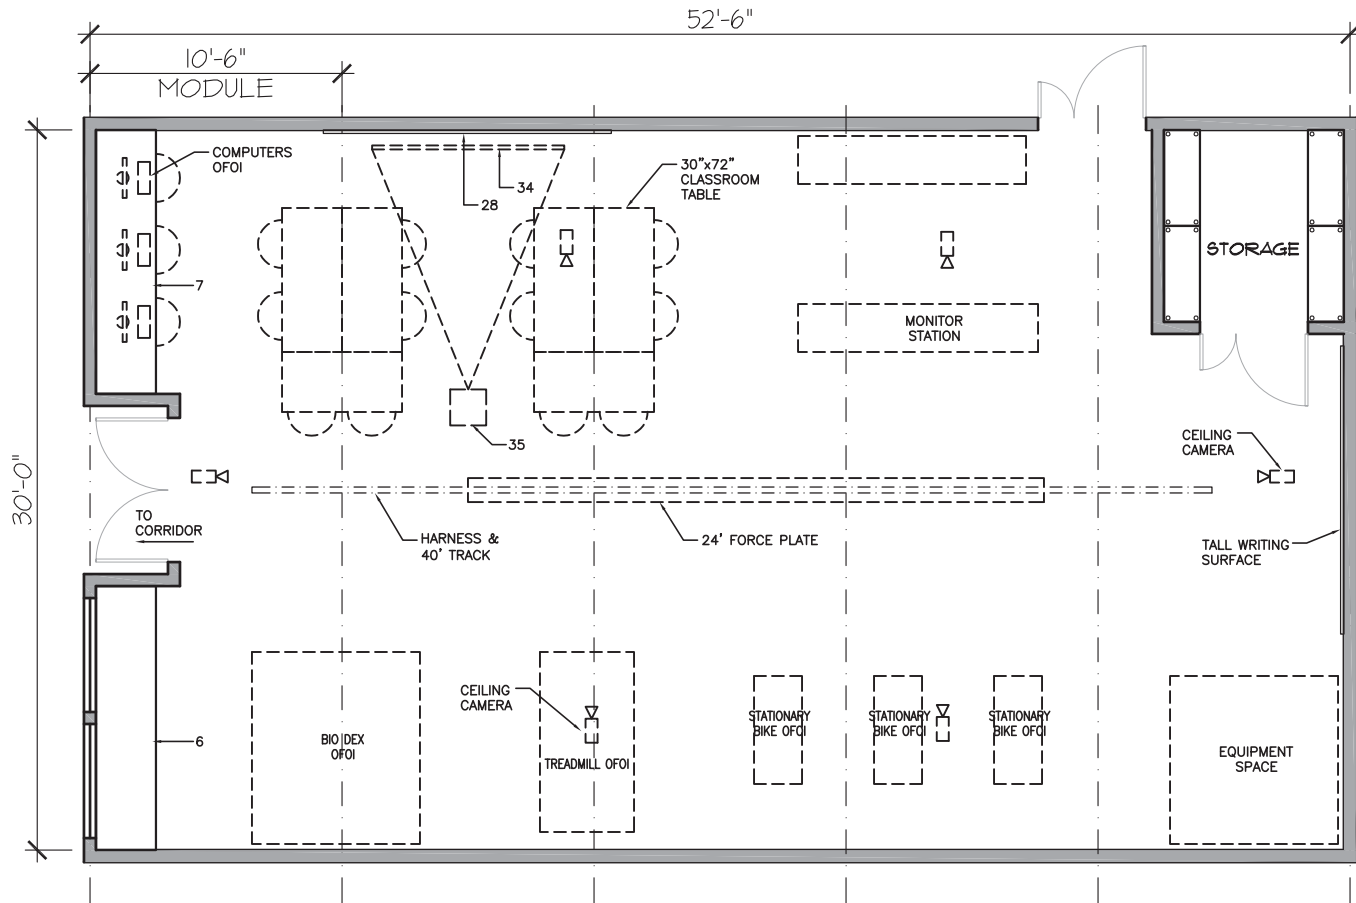 52'-6"
10'-6"
MODULE
COMPUTERS
OFOI
34
28
30"x72"
CLASSROOM
TABLE
STORAGE
7
MONITOR
STATION
35
CEILING
CAMERA
30'-0"
TO
CORRIDOR
HARNESS &
40' TRACK
24' FORCE PLATE
TALL WRITING
SURFACE
CEILING
CAMERA
6
BIO DEX
OFOI
TREADMILL OFOI
STATIONARY
BIKE OFOI
STATIONARY
BIKE OFOI
STATIONARY
BIKE OFOI
EQUIPMENT
SPACE